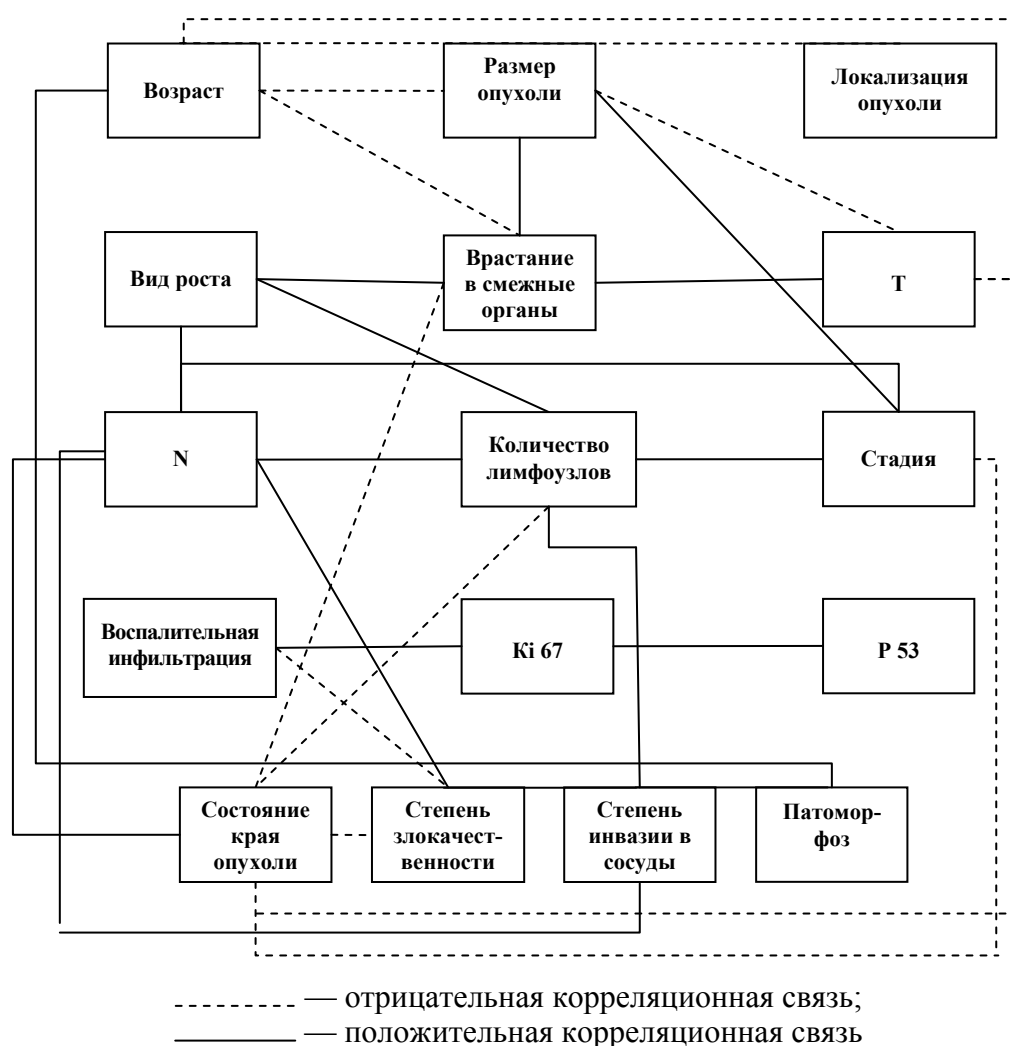 Возраст
Размер
опухоли
Локализация
опухоли
Вид роста
Врастание
в смежные
органы
Т
N
Количество
лимфоузлов
Стадия
Воспалительная
инфильтрация
Ki 67
Р 53
Состояние
края
опухоли
Степень
злокачест-
венности
Степень
инвазии в
сосуды
Патомор-
фоз
— отрицательная корреляционная связь;
— положительная корреляционная связь